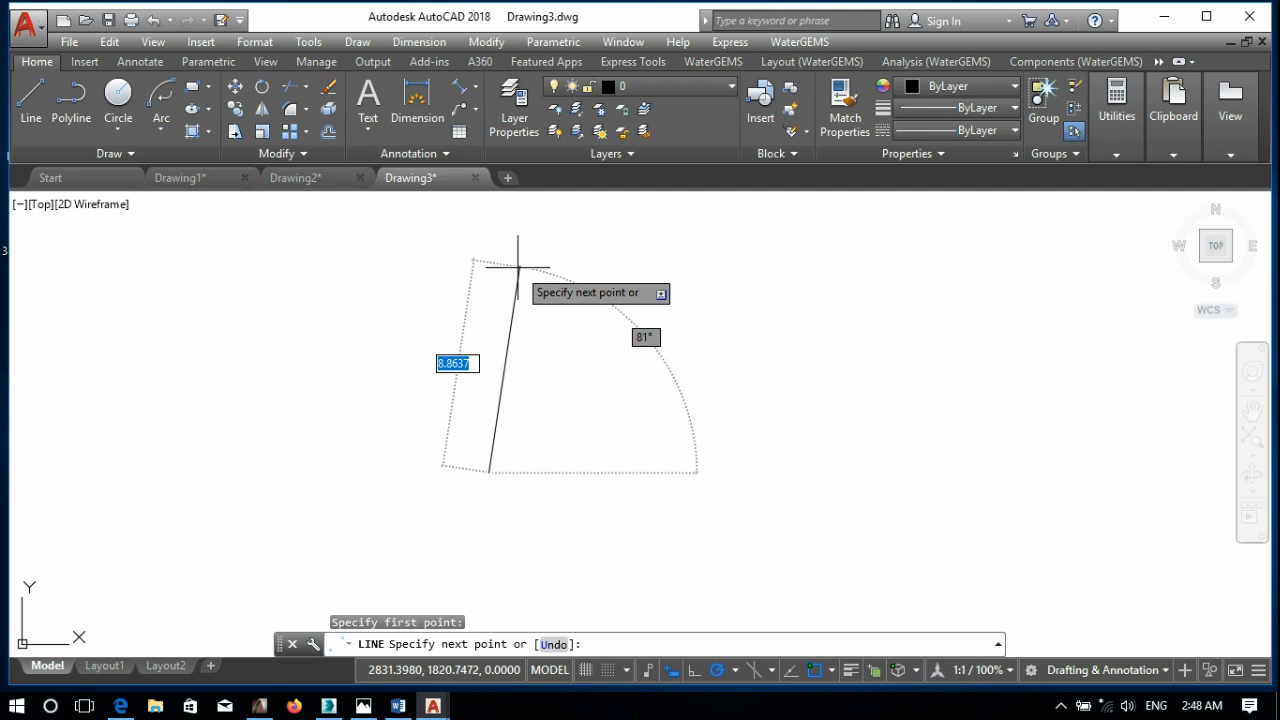 Autodesk AutoCAD 2018 Drawing3.dwg
Type a keyword or phrase
Sign In
File Edit View Insert Format Tools Draw Dimension Modify Parametric Window Help Express WaterGEMS
Home Insert Annotate Parametric View Manage Output Add-ins A360 Featured Apps Express Tools WaterGEMS Layout (WaterGEMS) Analysis (WaterGEMS) Components (WaterGEMS)
Line Polyline Circle Arc
Text Dimension
Layer Properties
0
Insert
Match Properties
ByLayer
ByLayer
ByLayer
Group
Utilities
Clipboard
View
Draw Modify Annotation Layers Block Properties Groups
Start Drawing1* Drawing2* Drawing3*
[−][Top][2D Wireframe]
N
W TOP E
S
WCS
Specify next point or
81°
8.8637
Y
X
Specify first point:
LINE Specify next point or [Undo]:
Model Layout1 Layout2
2831.3980, 1820.7472, 0.0000 MODEL
1:1 / 100%
Drafting & Annotation
3
ENG 2:48 AM